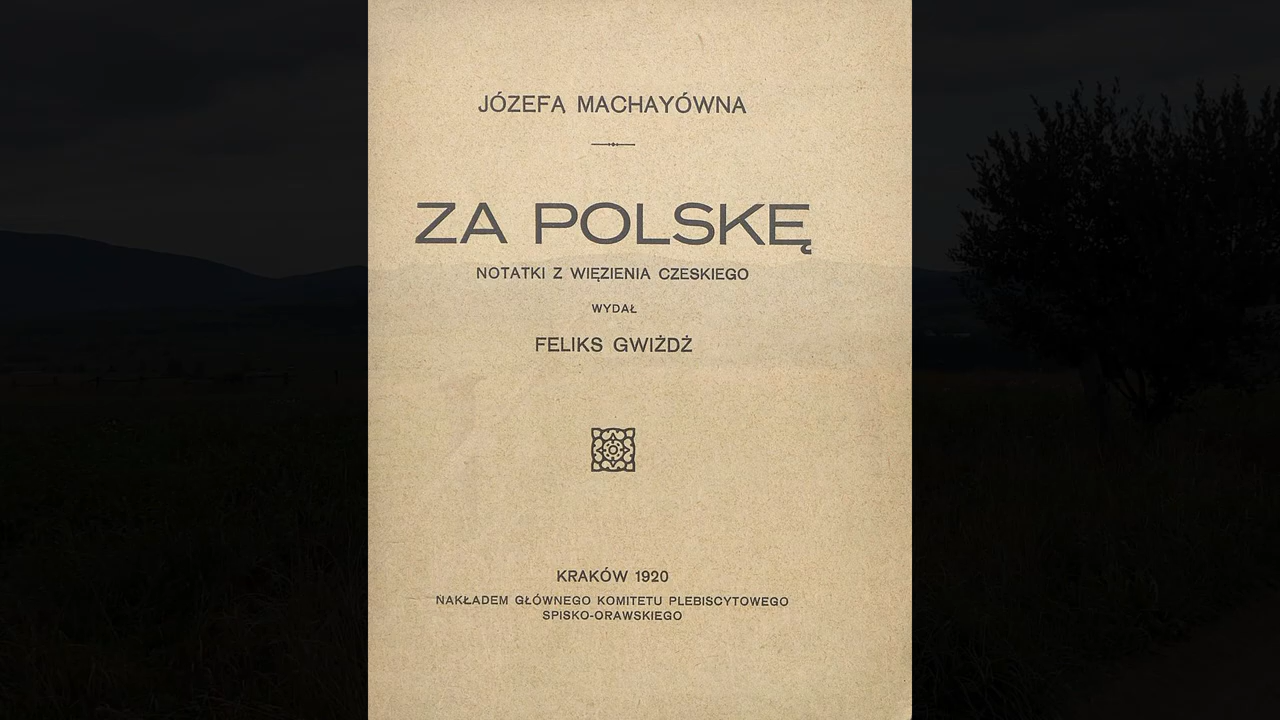 JÓZEFA MACHAYÓWNA
ZA POLSKĘ
NOTATKI Z WIĘZIENIA CZESKIEGO
WYDAŁ
FELIKS GWIŻDŻ
KRAKÓW 1920
NAKŁADEM GŁÓWNEGO KOMITETU PLEBISCYTOWEGO
SPISKO-ORAWSKIEGO